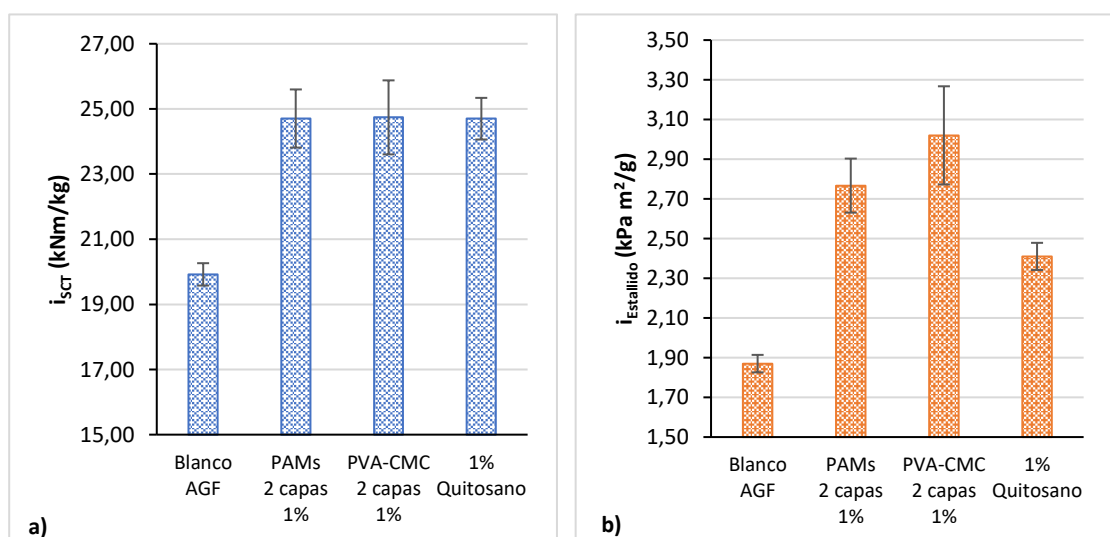 27,00
25,00
23,00
21,00
19,00
17,00
15,00
iSCT (kNm/kg)
Blanco AGF
PAMs 2 capas 1%
PVA-CMC 2 capas 1%
1% Quitosano
a)
3,50
3,30
3,10
2,90
2,70
2,50
2,30
2,10
1,90
1,70
1,50
iEstallido (kPa m²/g)
Blanco AGF
PAMs 2 capas 1%
PVA-CMC 2 capas 1%
1% Quitosano
b)